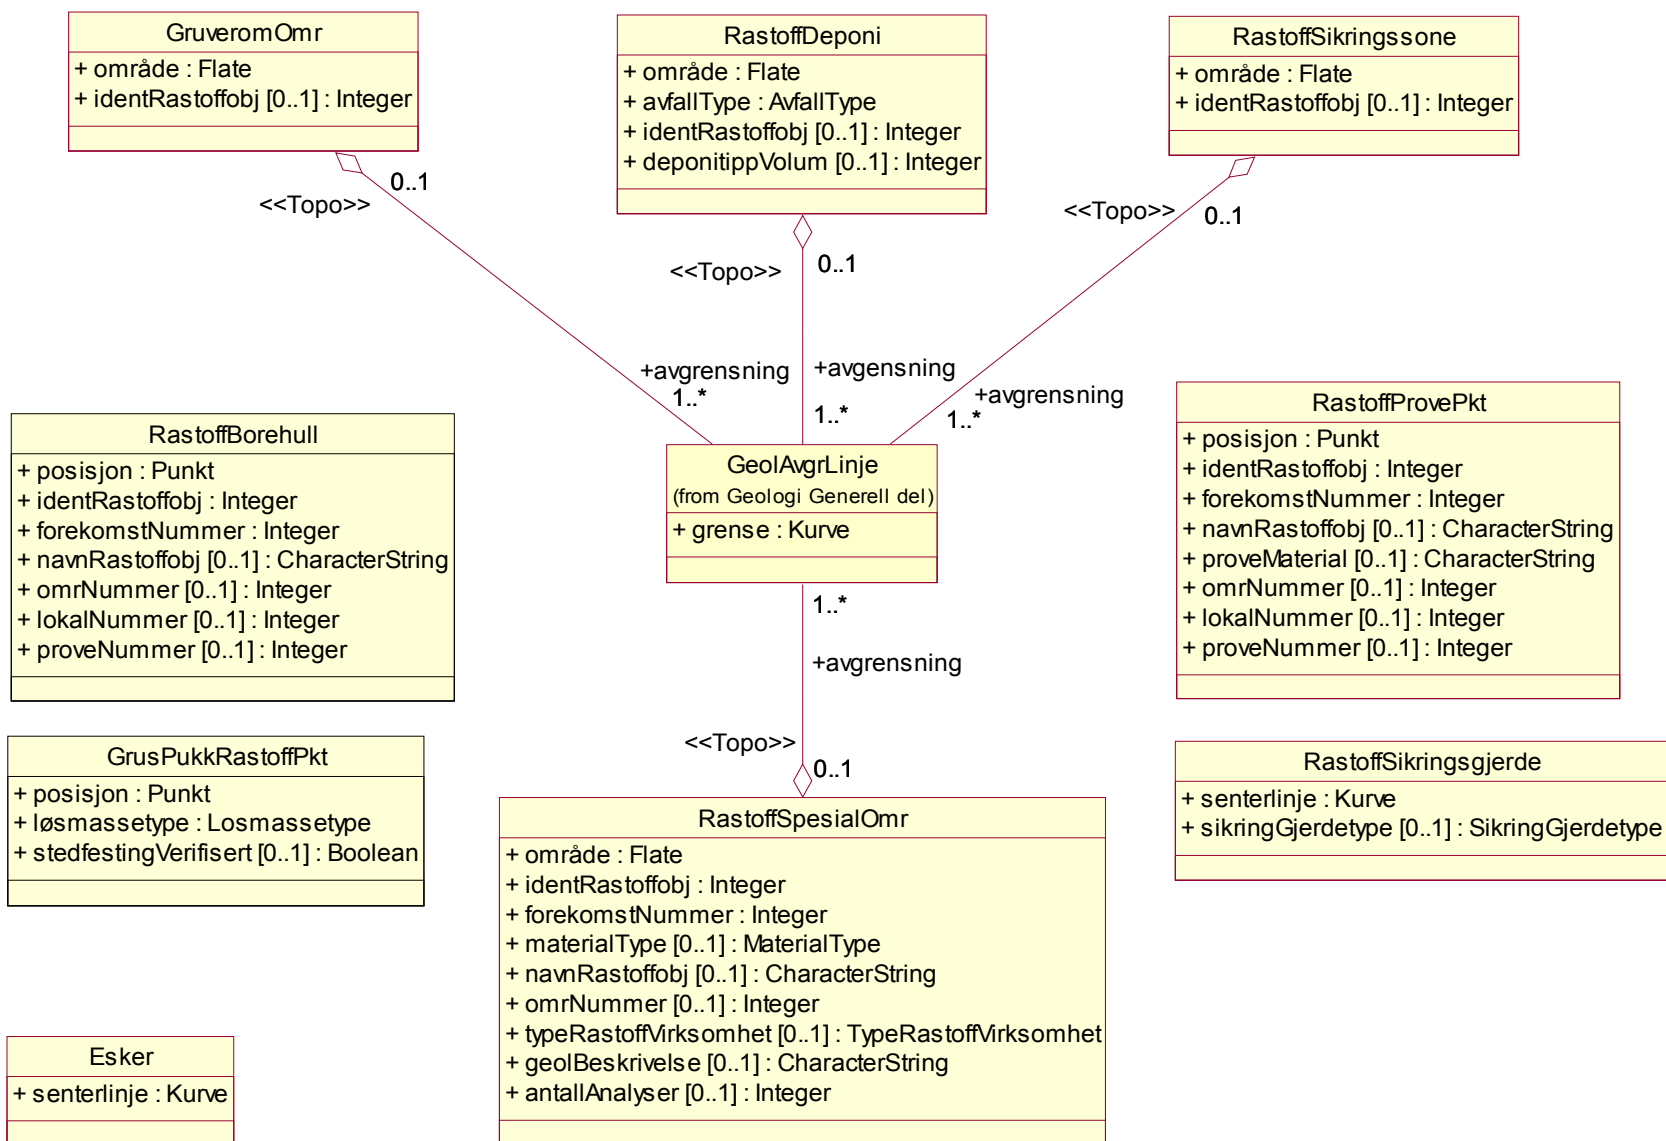 GruveromOmr
+ område : Flate
+ identRastoffobj [0..1] : Integer
RastoffDeponi
+ område : Flate
+ avfallType : AvfallType
+ identRastoffobj [0..1] : Integer
+ deponitippVolum [0..1] : Integer
RastoffSikringssone
+ område : Flate
+ identRastoffobj [0..1] : Integer
0..1
<<Topo>>
0..1
<<Topo>>
<<Topo>>
0..1
+avgrensning
1..*
+avgensning
1..*
+avgrensning
1..*
RastoffBorehull
+ posisjon : Punkt
+ identRastoffobj : Integer
+ forekomstNummer : Integer
+ navnRastoffobj [0..1] : CharacterString
+ omrNummer [0..1] : Integer
+ lokalNummer [0..1] : Integer
+ proveNummer [0..1] : Integer
GeolAvgrLinje
(from Geologi Generell del)
+ grense : Kurve
RastoffProvePkt
+ posisjon : Punkt
+ identRastoffobj : Integer
+ forekomstNummer : Integer
+ navnRastoffobj [0..1] : CharacterString
+ proveMaterial [0..1] : CharacterString
+ omrNummer [0..1] : Integer
+ lokalNummer [0..1] : Integer
+ proveNummer [0..1] : Integer
1..*
+avgrensning
<<Topo>>
0..1
GrusPukkRastoffPkt
+ posisjon : Punkt
+ løsmassetype : Losmassetype
+ stedfestingVerifisert [0..1] : Boolean
RastoffSikringsgjerde
+ senterlinje : Kurve
+ sikringGjerdetype [0..1] : SikringGjerdetype
RastoffSpesialOmr
+ område : Flate
+ identRastoffobj : Integer
+ forekomstNummer : Integer
+ materialType [0..1] : MaterialType
+ navnRastoffobj [0..1] : CharacterString
+ omrNummer [0..1] : Integer
+ typeRastoffVirksomhet [0..1] : TypeRastoffVirksomhet
+ geolBeskrivelse [0..1] : CharacterString
+ antallAnalyser [0..1] : Integer
Esker
+ senterlinje : Kurve